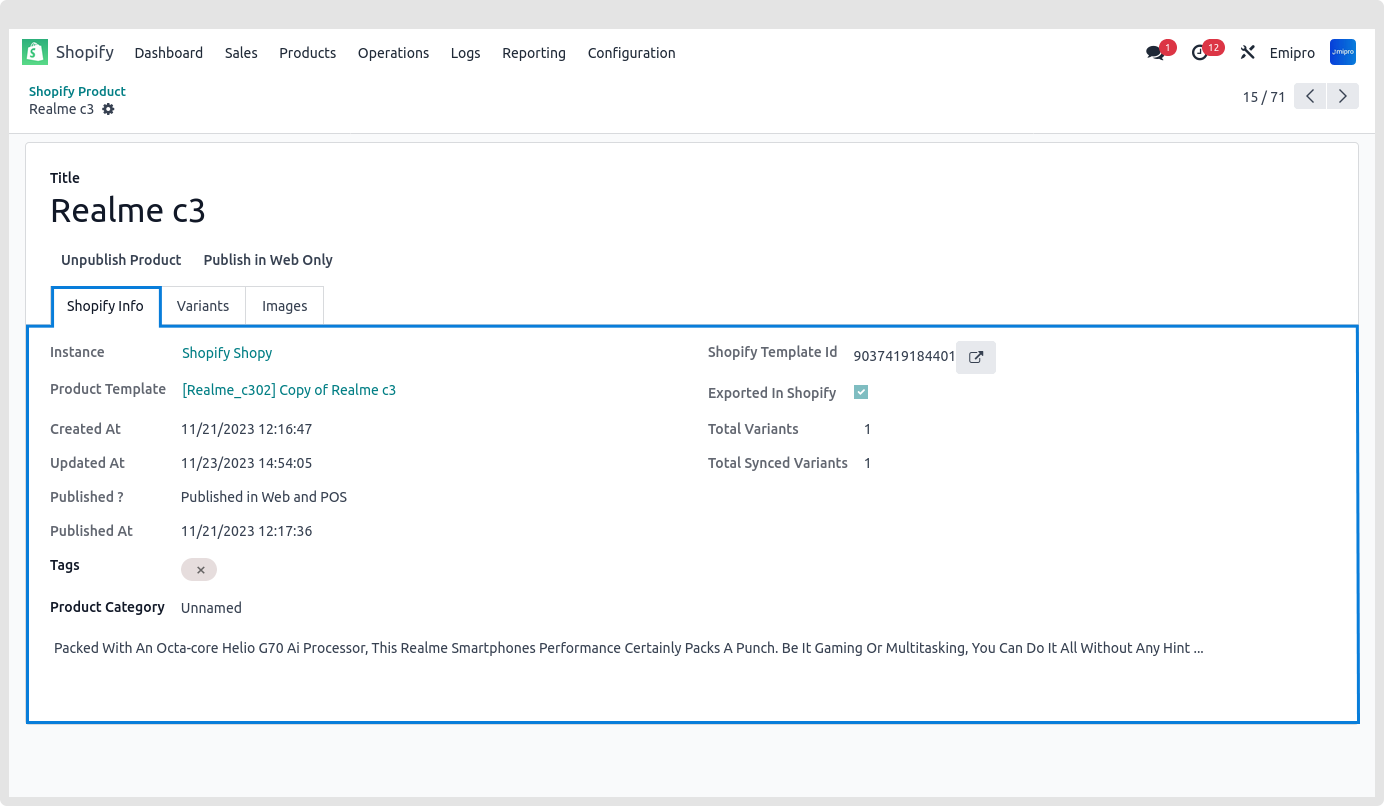 Shopify Dashboard Sales Products Operations Logs Reporting Configuration 1 12 Emipro
Shopify Product
Realme c3
15 / 71
Title
Realme c3
Unpublish Product Publish in Web Only
Shopify Info Variants Images
Instance Shopify Shopy Shopify Template Id 9037419184401
Product Template [Realme_c302] Copy of Realme c3 Exported In Shopify
Created At 11/21/2023 12:16:47 Total Variants 1
Updated At 11/23/2023 14:54:05 Total Synced Variants 1
Published ? Published in Web and POS
Published At 11/21/2023 12:17:36
Tags ×
Product Category Unnamed
Packed With An Octa-core Helio G70 Ai Processor, This Realme Smartphones Performance Certainly Packs A Punch. Be It Gaming Or Multitasking, You Can Do It All Without Any Hint ...